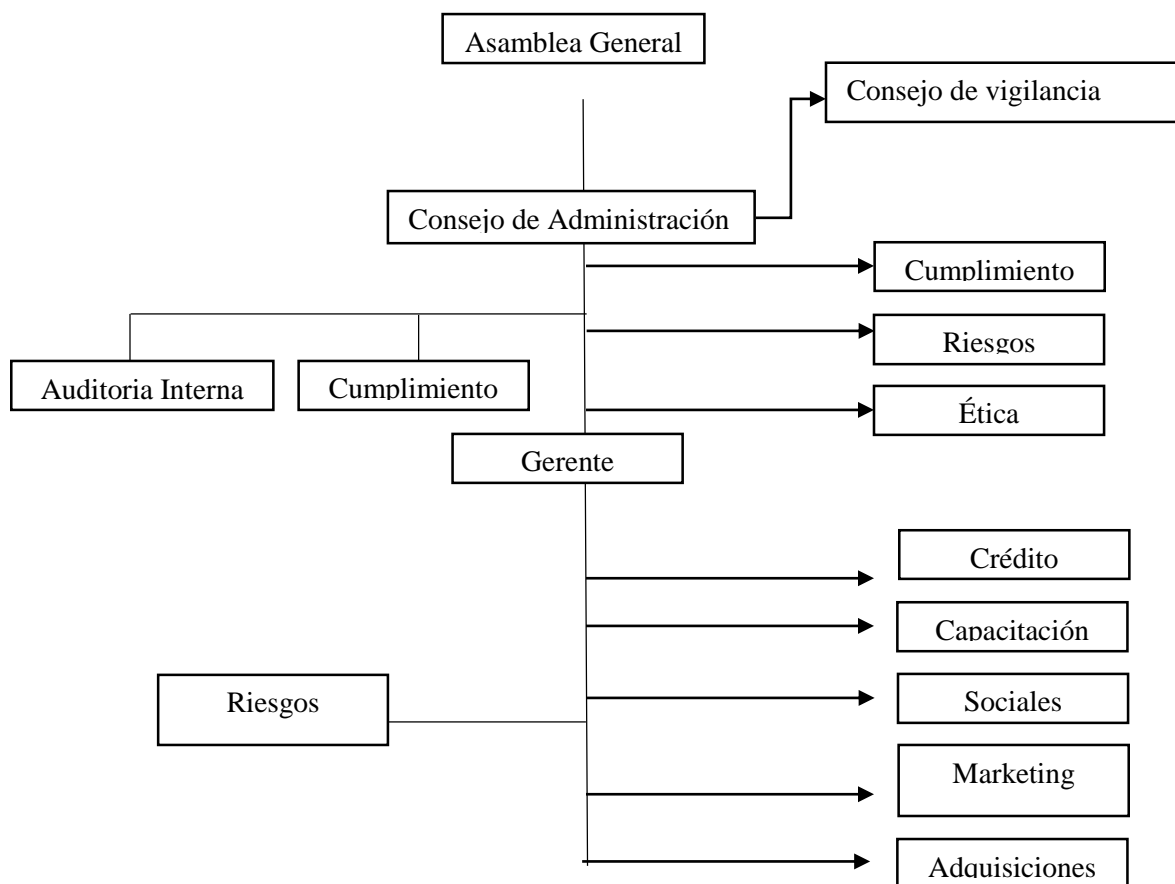 Asamblea General
Consejo de vigilancia
Consejo de Administración
Cumplimiento
Riesgos
Auditoria Interna
Cumplimiento
Ética
Gerente
Crédito
Capacitación
Riesgos
Sociales
Marketing
Adquisiciones